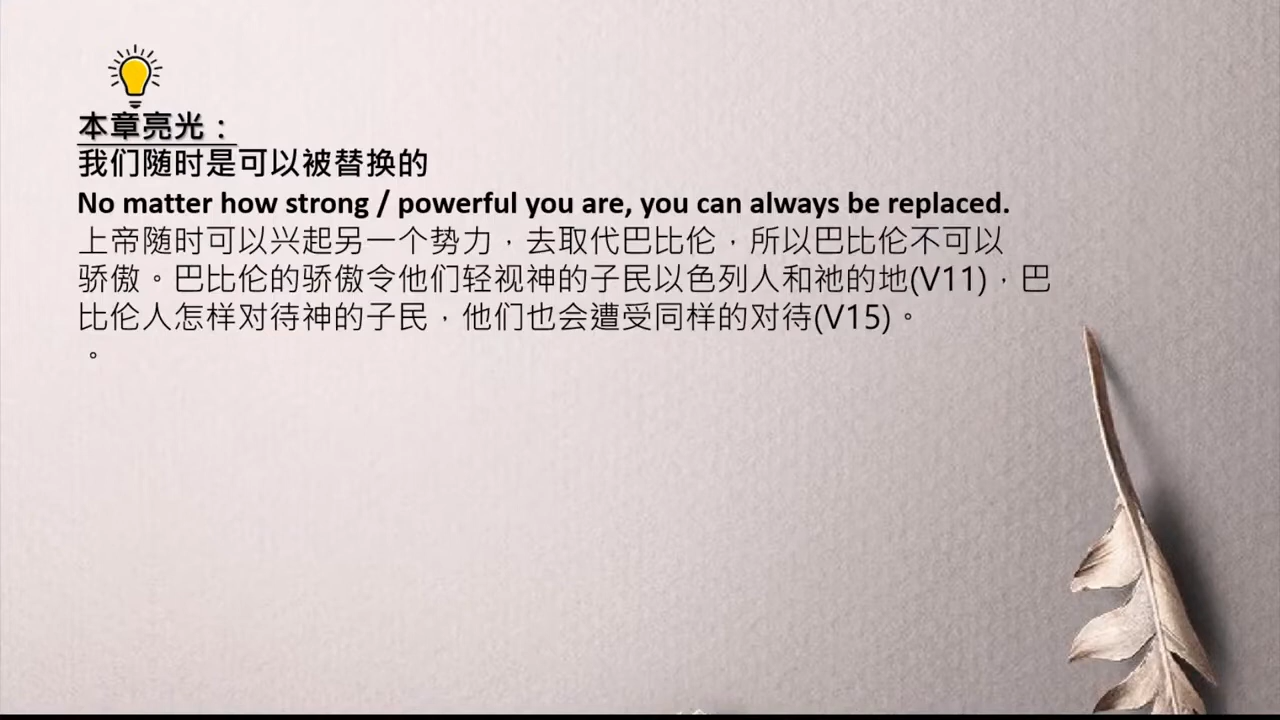 本章亮光：
我们随时是可以被替换的
No matter how strong / powerful you are, you can always be replaced.
上帝随时可以兴起另一个势力，去取代巴比伦，所以巴比伦不可以
骄傲。巴比伦的骄傲令他们轻视神的子民以色列人和祂的地(V11)，巴
比伦人怎样对待神的子民，他们也会遭受同样的对待(V15)。
。